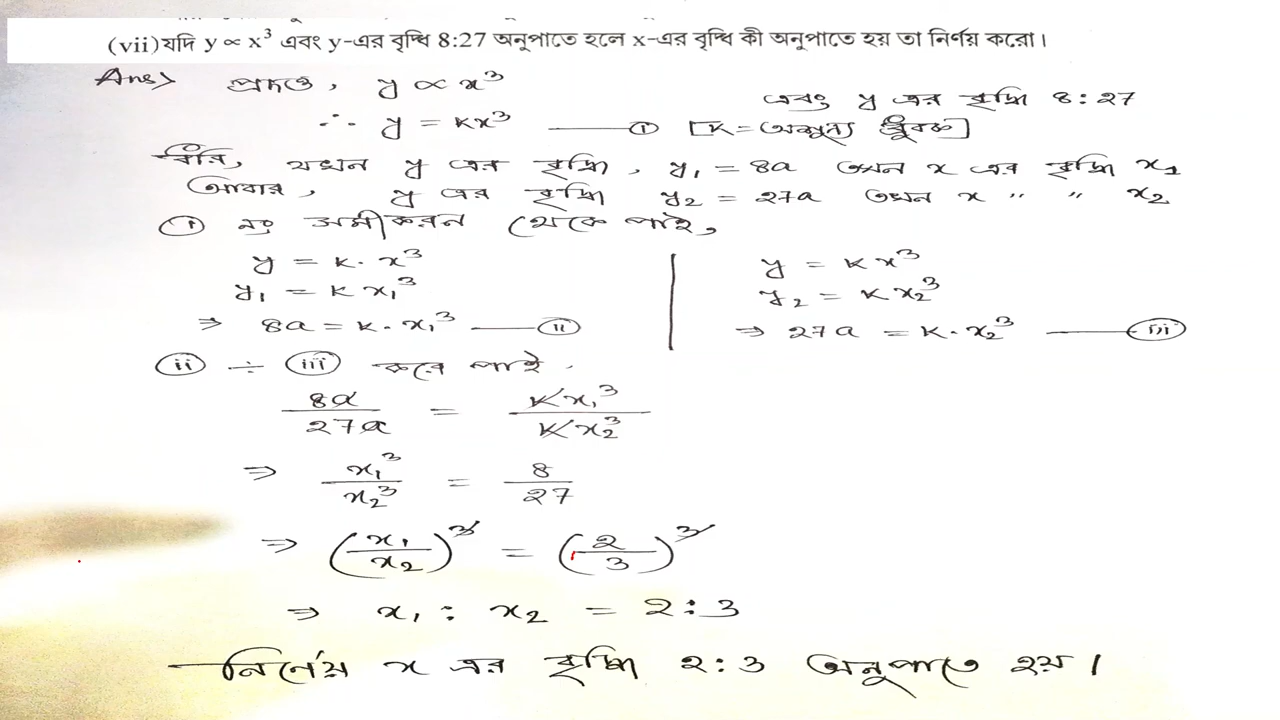 (vii) যদি y ∝ x³ এবং y-এর বৃদ্ধি 8:27 অনুপাতে হলে x-এর বৃদ্ধি কী অনুপাতে হয় তা নির্ণয় করো।
Ans> প্রদত্ত, y ∝ x³ এবং y এর বৃদ্ধি 8:27
∴ y = Kx³ ——— ⓘ [K = অশূন্য ধ্রুবক]
ধরি, যখন y এর বৃদ্ধি, y₁ = 8a তখন x এর বৃদ্ধি x₁
আবার, y এর বৃদ্ধি y₂ = 27a তখন x " " x₂
ⓘ নং সমীকরন থেকে পাই,
y = K · x³
y₁ = K x₁³
⇒ 8a = K · x₁³ ——— (ii)
y = K x³
y₂ = K x₂³
⇒ 27a = K · x₂³ ——— (iii)
(ii) ÷ (iii) করে পাই.
8a/27a = Kx₁³/Kx₂³
⇒ x₁³/x₂³ = 8/27
⇒ (x₁/x₂)³ = (2/3)³
⇒ x₁ : x₂ = 2:3
নির্ণেয় x এর বৃদ্ধি 2:3 অনুপাতে হয়।